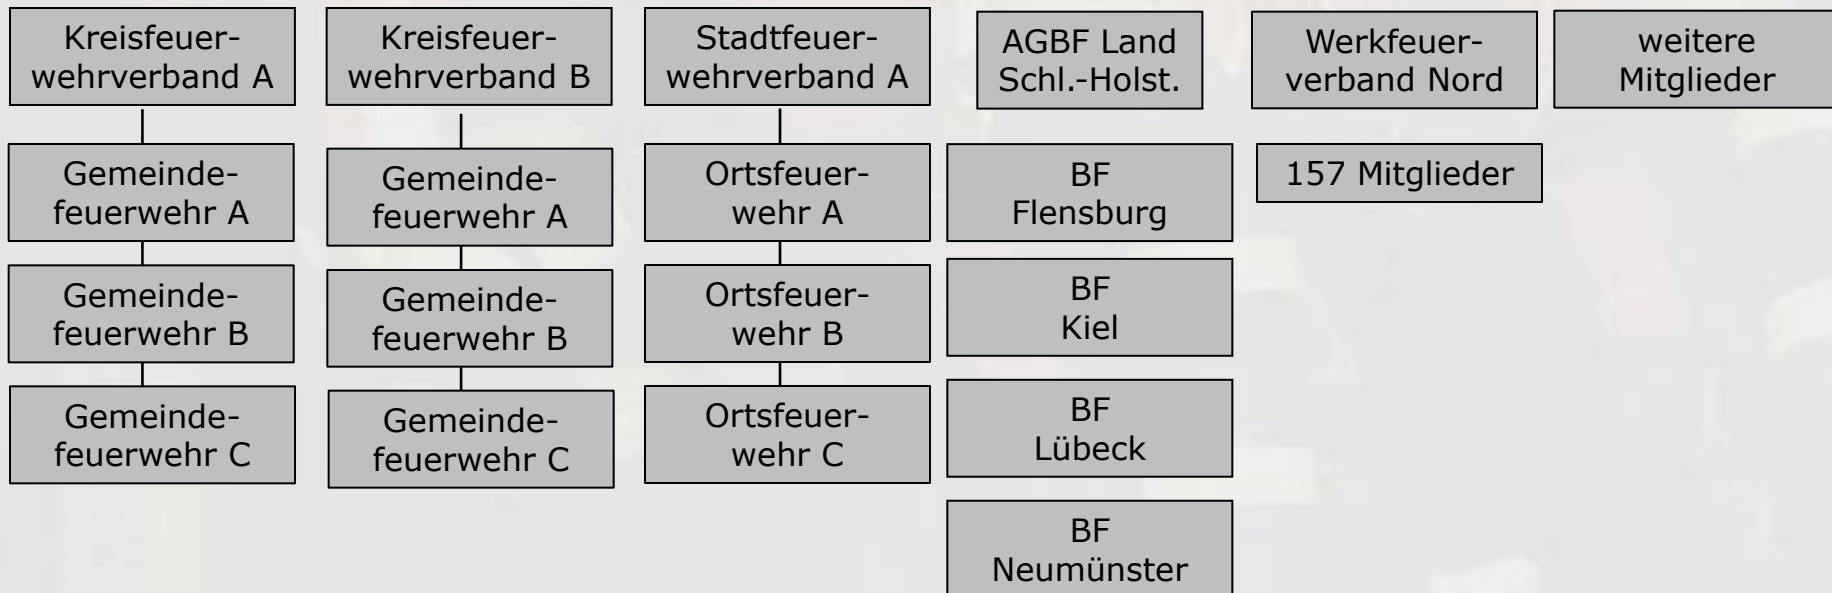 Kreisfeuer-
wehrverband A
Gemeinde-
feuerwehr A
Gemeinde-
feuerwehr B
Gemeinde-
feuerwehr C
Kreisfeuer-
wehrverband B
Gemeinde-
feuerwehr A
Gemeinde-
feuerwehr B
Gemeinde-
feuerwehr C
Stadtfeuer-
wehrverband A
Ortsfeuer-
wehr A
Ortsfeuer-
wehr B
Ortsfeuer-
wehr C
AGBF Land
Schl.-Holst.
BF
Flensburg
BF
Kiel
BF
Lübeck
BF
Neumünster
Werkfeuer-
verband Nord
157 Mitglieder
weitere
Mitglieder